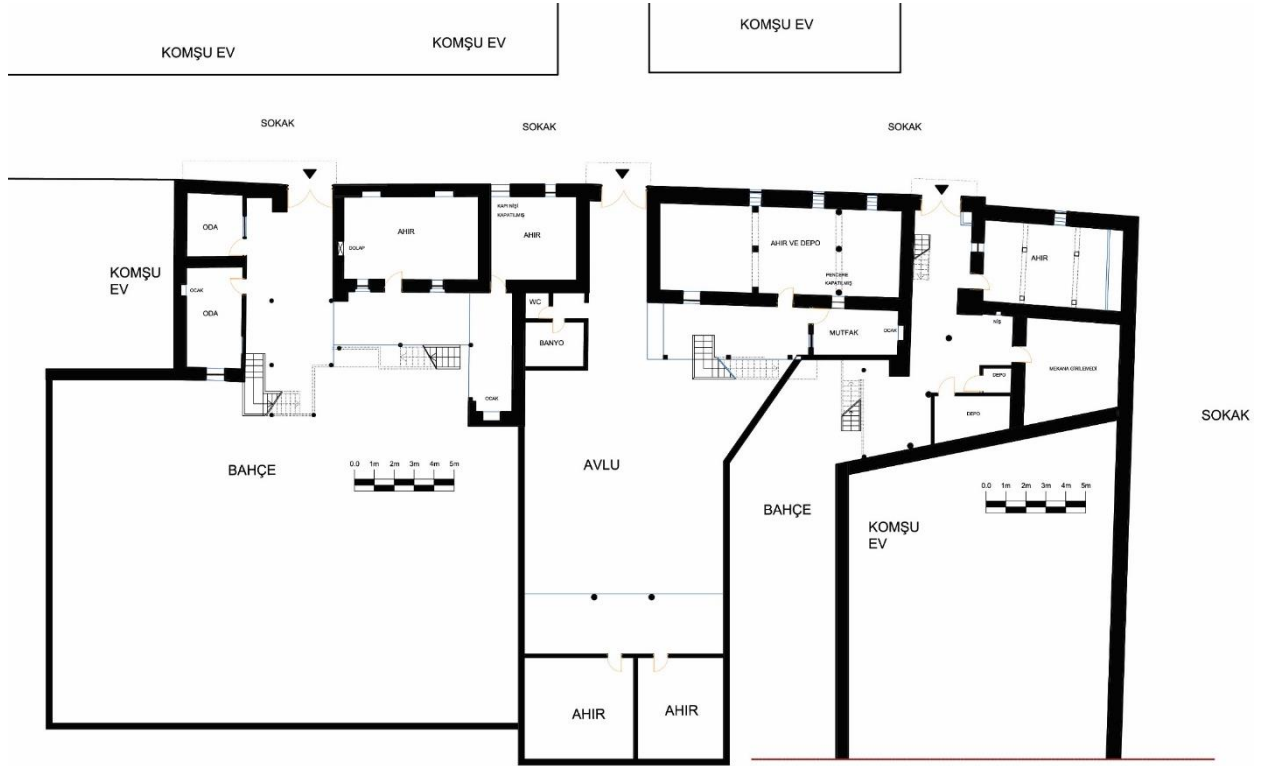 KOMŞU EV
KOMŞU EV
KOMŞU EV
SOKAK
SOKAK
SOKAK
KAPI NİŞİ
KAPATILMIŞ
ODA
AHIR
AHIR
DOLAP
AHIR VE DEPO
AHIR
KOMŞU
EV
PENCERE
KAPATILMIŞ
OCAK
ODA
WC
BANYO
MUTFAK
OCAK
NİŞ
MEKANA GİRİLEMEDİ
DEPO
DEPO
OCAK
SOKAK
BAHÇE
0.0 1m 2m 3m 4m 5m
AVLU
BAHÇE
0.0 1m 2m 3m 4m 5m
KOMŞU
EV
AHIR
AHIR